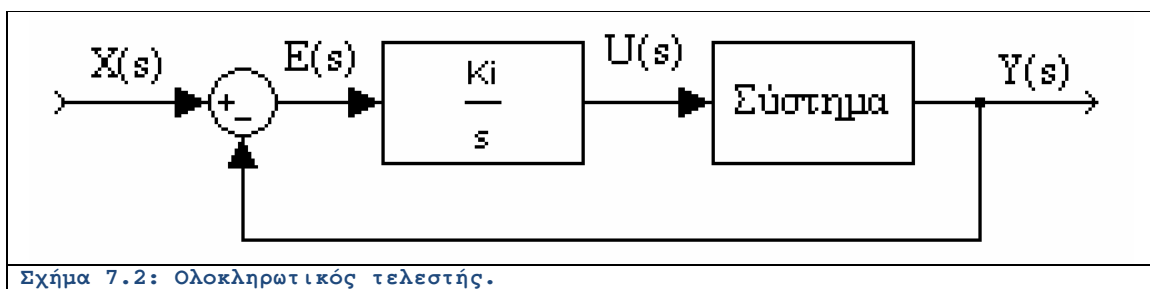 X(s)
E(s)
Ki
s
U(s)
Σύστημα
Y(s)
+
−
Σχήμα 7.2: Ολοκληρωτικός τελεστής.